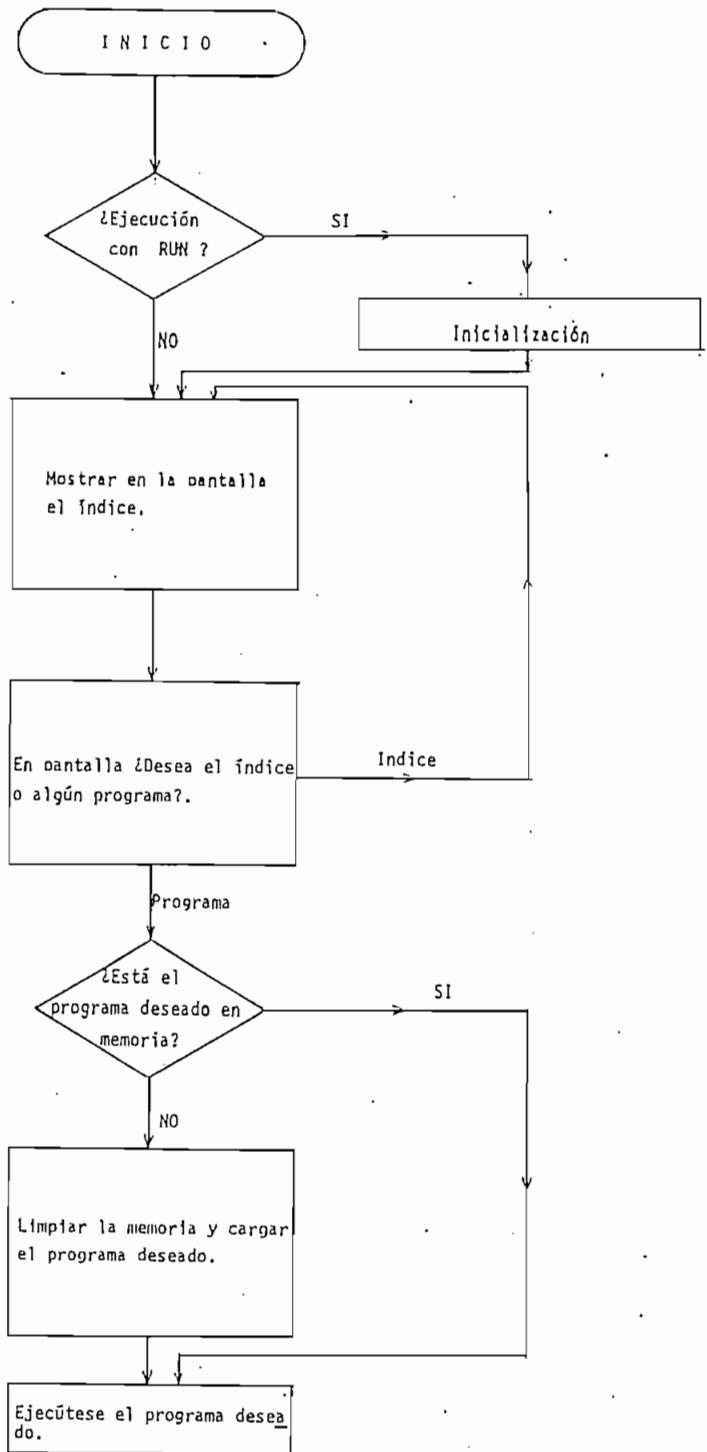 I N I C I O
¿Ejecución
con RUN ?
SI
NO
Inicialización
Mostrar en la pantalla
el índice.
En pantalla ¿Desea el índice
o algún programa?.
Indice
Programa
¿Está el
programa deseado en
memoria?
SI
NO
Limpiar la memoria y cargar
el programa deseado.
Ejecútese el programa desea
do.